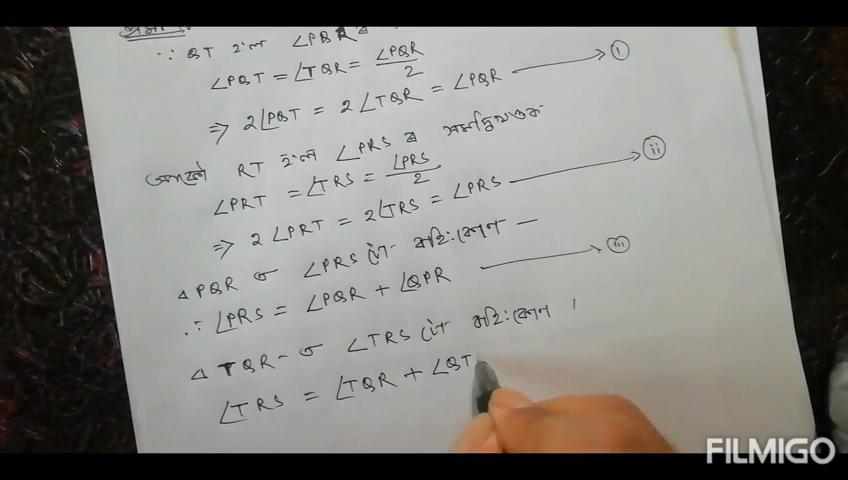 ∵ QT হ'ল ∠PQR ৰ
∠PQT = ∠TQR = ∠PQR/2
⇒ 2∠PQT = 2∠TQR = ∠PQR ⟶ (i)
RT হ'ল ∠PRS ৰ সমদ্বিখণ্ডক
∠PRT = ∠TRS = ∠PRS/2
⇒ 2∠PRT = 2∠TRS = ∠PRS ⟶ (ii)
△PQR ত ∠PRS টো বহিঃকোণ —
∴ ∠PRS = ∠PQR + ∠QPR ⟶ (iii)
△TQR-ত ∠TRS টো বহিঃকোণ ।
∠TRS = ∠TQR + ∠QT
FILMIGO